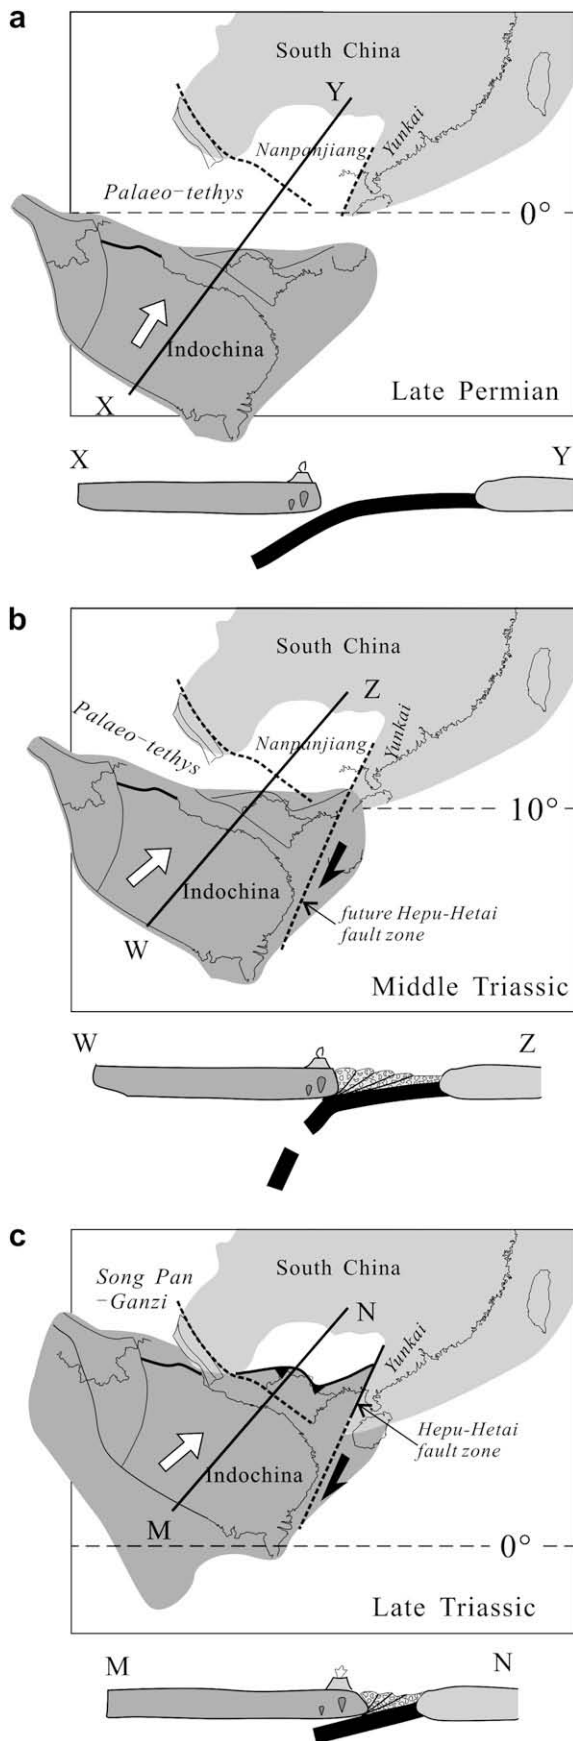 a
South China
Y
Yunkai
Nanpanjiang
Palaeo-tethys
0°
Indochina
X
Late Permian
X
Y
b
South China
Z
Yunkai
Palaeo-tethys
Nanpanjiang
10°
Indochina
future Hepu-Hetai
fault zone
W
Middle Triassic
W
Z
c
Song Pan
-Ganzi
South China
N
Yunkai
Hepu-Hetai
fault zone
Indochina
M
0°
Late Triassic
M
N